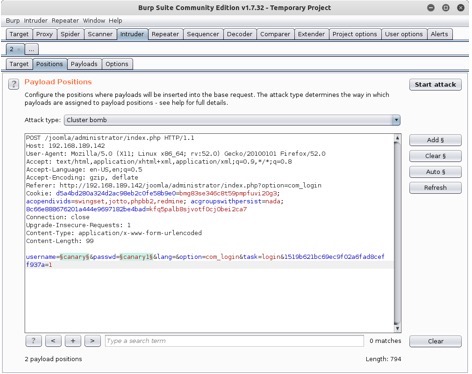 Burp Suite Community Edition v1.7.32 - Temporary Project
Burp Intruder Repeater Window Help
Target Proxy Spider Scanner Intruder Repeater Sequencer Decoder Comparer Extender Project options User options Alerts
2 × ...
Target Positions Payloads Options
? Payload Positions
Start attack
Configure the positions where payloads will be inserted into the base request. The attack type determines the way in which
payloads are assigned to payload positions - see help for full details.
Attack type: Cluster bomb
POST /joomla/administrator/index.php HTTP/1.1
Host: 192.168.189.142
User-Agent: Mozilla/5.0 (X11; Linux x86_64; rv:52.0) Gecko/20100101 Firefox/52.0
Accept: text/html,application/xhtml+xml,application/xml;q=0.9,*/*;q=0.8
Accept-Language: en-US,en;q=0.5
Accept-Encoding: gzip, deflate
Referer: http://192.168.189.142/joomla/administrator/index.php?option=com_login
Cookie:
acopendivids=swingset,jotto,phpbb2,redmine; acgroupswithpersist=nada;
Connection: close
Upgrade-Insecure-Requests: 1
Content-Type: application/x-www-form-urlencoded
Content-Length: 99
username=§canary§&passwd=§canary1§&lang=&option=com_login&task=login&1519b621bc69ec9f02a6fad8cef
f937a=1
Add §
Clear §
Auto §
Refresh
? < + > Type a search term 0 matches Clear
2 payload positions Length: 794